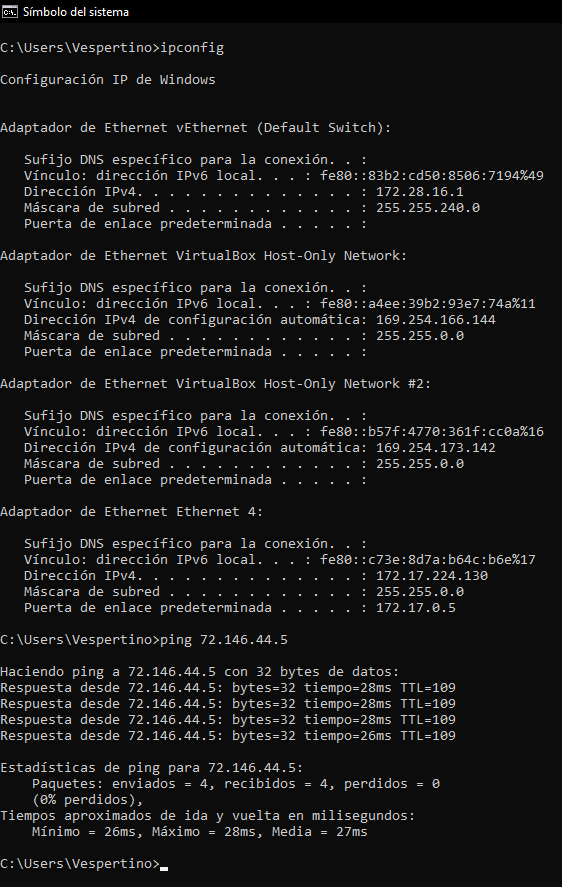 Símbolo del sistema
C:\Users\Vespertino>ipconfig
Configuración IP de Windows
Adaptador de Ethernet vEthernet (Default Switch):
Sufijo DNS específico para la conexión. . :
Vínculo: dirección IPv6 local. . . : fe80::83b2:cd50:8506:7194%49
Dirección IPv4. . . . . . . . . . . . . . : 172.28.16.1
Máscara de subred . . . . . . . . . . . . : 255.255.240.0
Puerta de enlace predeterminada . . . . . :
Adaptador de Ethernet VirtualBox Host-Only Network:
Sufijo DNS específico para la conexión. . :
Vínculo: dirección IPv6 local. . . : fe80::a4ee:39b2:93e7:74a%11
Dirección IPv4 de configuración automática: 169.254.166.144
Máscara de subred . . . . . . . . . . . . : 255.255.0.0
Puerta de enlace predeterminada . . . . . :
Adaptador de Ethernet VirtualBox Host-Only Network #2:
Sufijo DNS específico para la conexión. . :
Vínculo: dirección IPv6 local. . . : fe80::b57f:4770:361f:cc0a%16
Dirección IPv4 de configuración automática: 169.254.173.142
Máscara de subred . . . . . . . . . . . . : 255.255.0.0
Puerta de enlace predeterminada . . . . . :
Adaptador de Ethernet Ethernet 4:
Sufijo DNS específico para la conexión. . :
Vínculo: dirección IPv6 local. . . : fe80::c73e:8d7a:b64c:b6e%17
Dirección IPv4. . . . . . . . . . . . . . : 172.17.224.130
Máscara de subred . . . . . . . . . . . . : 255.255.0.0
Puerta de enlace predeterminada . . . . . : 172.17.0.5
C:\Users\Vespertino>ping 72.146.44.5
Haciendo ping a 72.146.44.5 con 32 bytes de datos:
Respuesta desde 72.146.44.5: bytes=32 tiempo=28ms TTL=109
Respuesta desde 72.146.44.5: bytes=32 tiempo=28ms TTL=109
Respuesta desde 72.146.44.5: bytes=32 tiempo=28ms TTL=109
Respuesta desde 72.146.44.5: bytes=32 tiempo=26ms TTL=109
Estadísticas de ping para 72.146.44.5:
Paquetes: enviados = 4, recibidos = 4, perdidos = 0
(0% perdidos),
Tiempos aproximados de ida y vuelta en milisegundos:
Mínimo = 26ms, Máximo = 28ms, Media = 27ms
C:\Users\Vespertino>